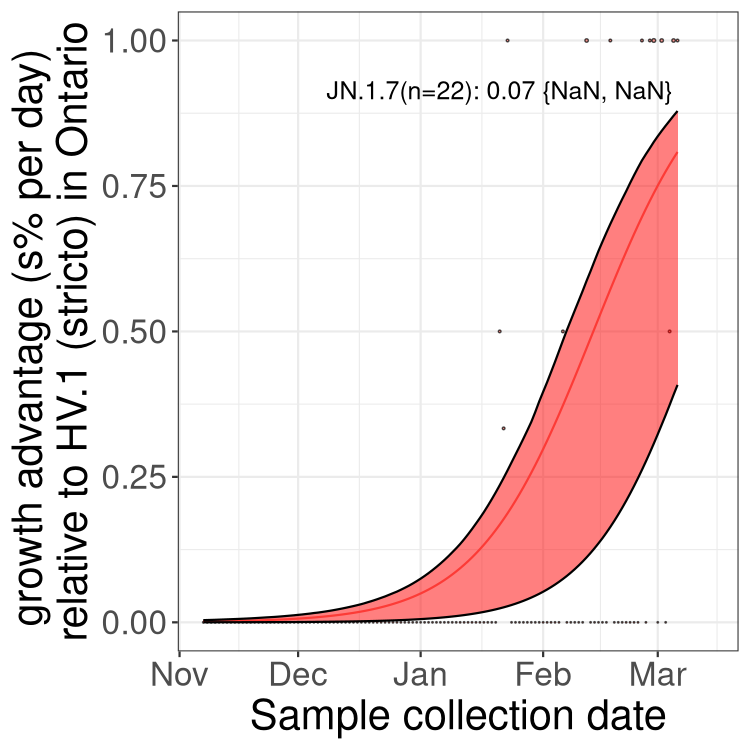 growth advantage (s% per day)
relative to HV.1 (stricto) in Ontario
1.00
0.75
0.50
0.25
0.00
JN.1.7(n=22): 0.07 {NaN, NaN}
Nov Dec Jan Feb Mar
Sample collection date